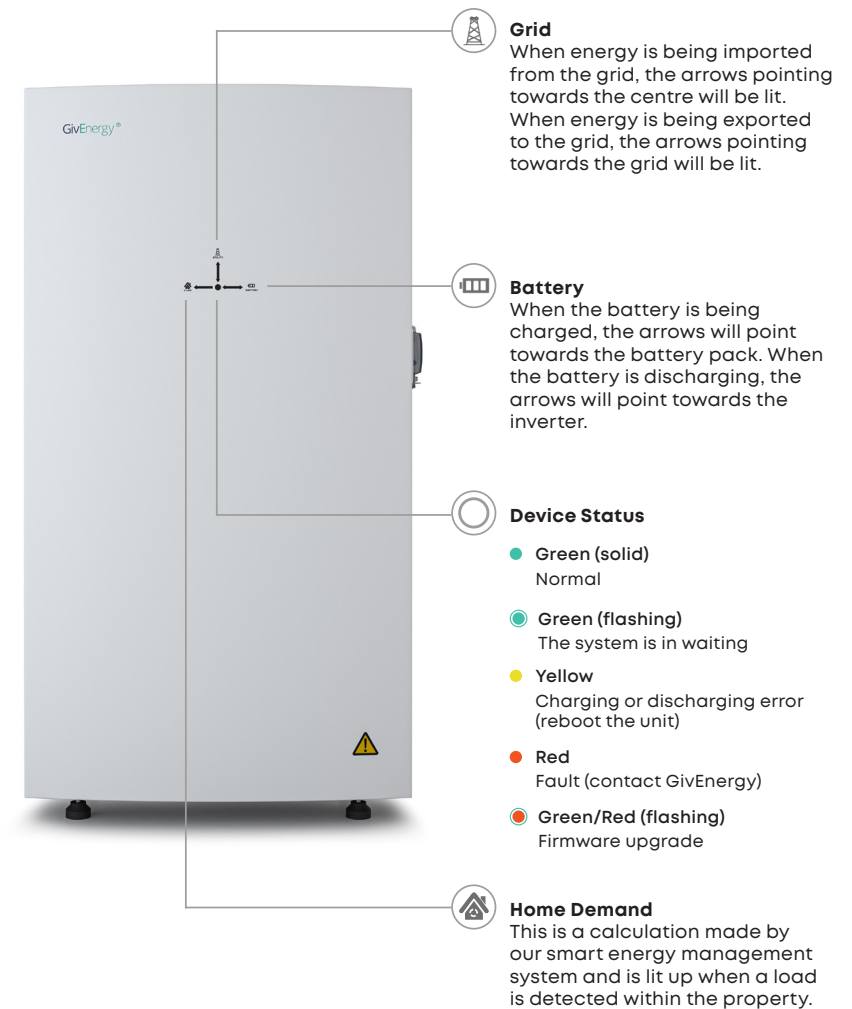 GivEnergy®
Grid
When energy is being imported
from the grid, the arrows pointing
towards the centre will be lit.
When energy is being exported
to the grid, the arrows pointing
towards the grid will be lit.
Battery
When the battery is being
charged, the arrows will point
towards the battery pack. When
the battery is discharging, the
arrows will point towards the
inverter.
Device Status
Green (solid)
Normal
Green (flashing)
The system is in waiting
Yellow
Charging or discharging error
(reboot the unit)
Red
Fault (contact GivEnergy)
Green/Red (flashing)
Firmware upgrade
Home Demand
This is a calculation made by
our smart energy management
system and is lit up when a load
is detected within the property.